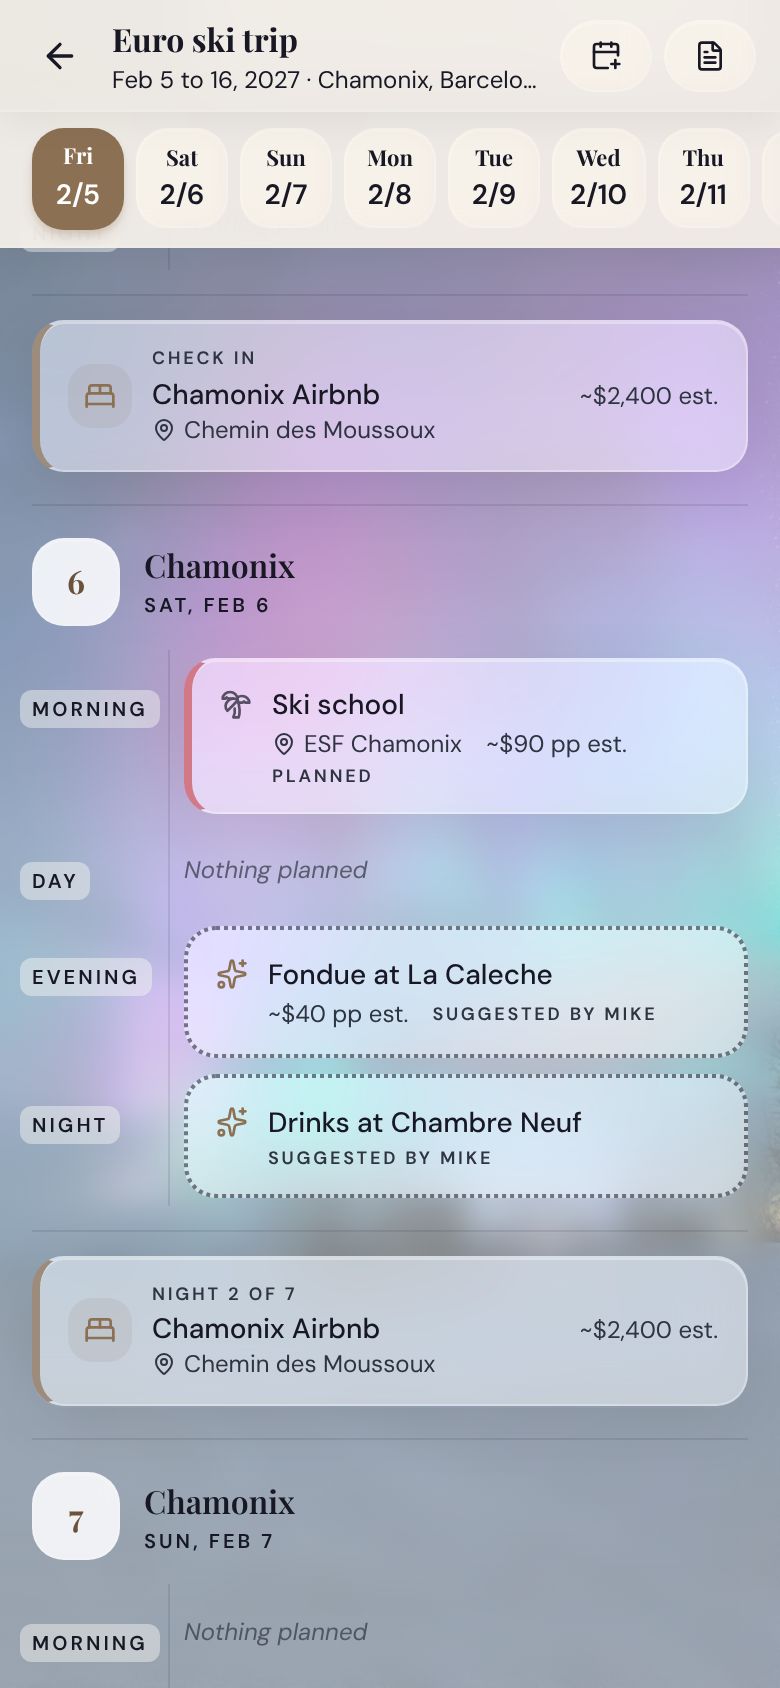 Euro ski trip
Feb 5 to 16, 2027 · Chamonix, Barcelo...
Fri
2/5
Sat
2/6
Sun
2/7
Mon
2/8
Tue
2/9
Wed
2/10
Thu
2/11
CHECK IN
Chamonix Airbnb
~$2,400 est.
Chemin des Moussoux
6
Chamonix
SAT, FEB 6
MORNING
Ski school
ESF Chamonix ~$90 pp est.
PLANNED
DAY
Nothing planned
EVENING
Fondue at La Caleche
~$40 pp est. SUGGESTED BY MIKE
NIGHT
Drinks at Chambre Neuf
SUGGESTED BY MIKE
NIGHT 2 OF 7
Chamonix Airbnb
~$2,400 est.
Chemin des Moussoux
7
Chamonix
SUN, FEB 7
MORNING
Nothing planned